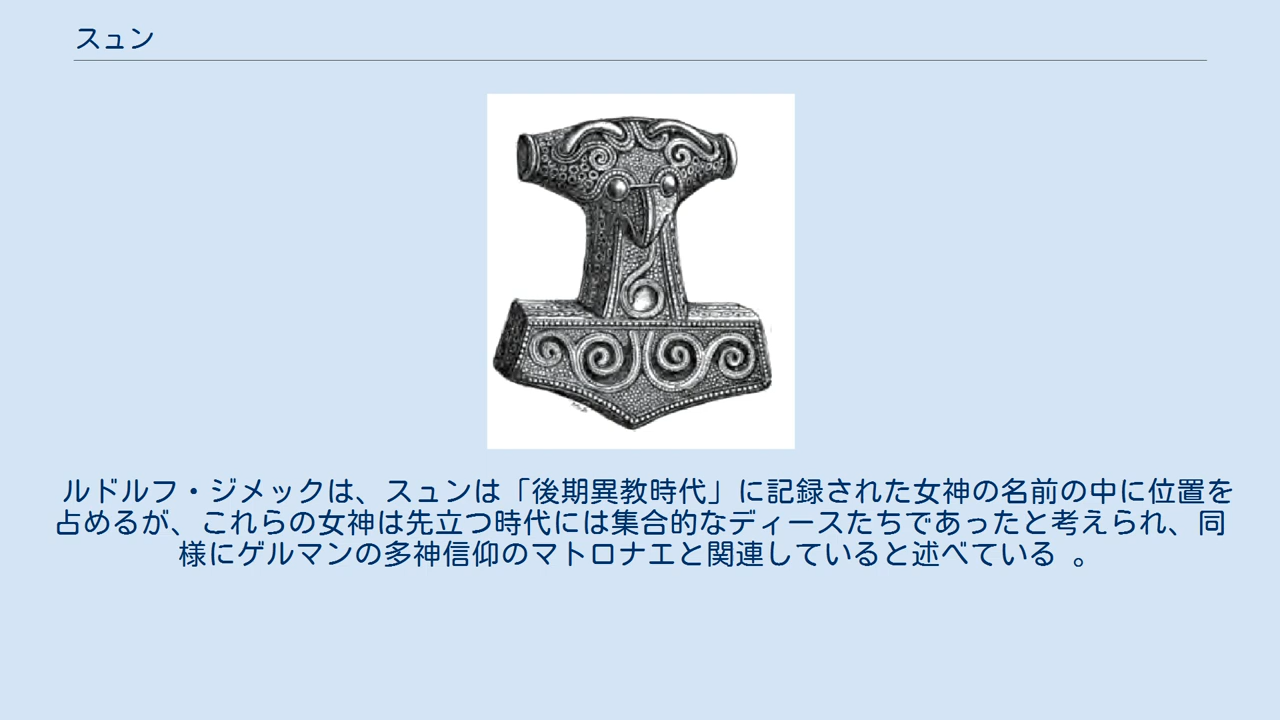 スュン
ルドルフ・ジメックは、スュンは「後期異教時代」に記録された女神の名前の中に位置を
占めるが、これらの女神は先立つ時代には集合的なディースたちであったと考えられ、同
様にゲルマンの多神信仰のマトロナエと関連していると述べている 。